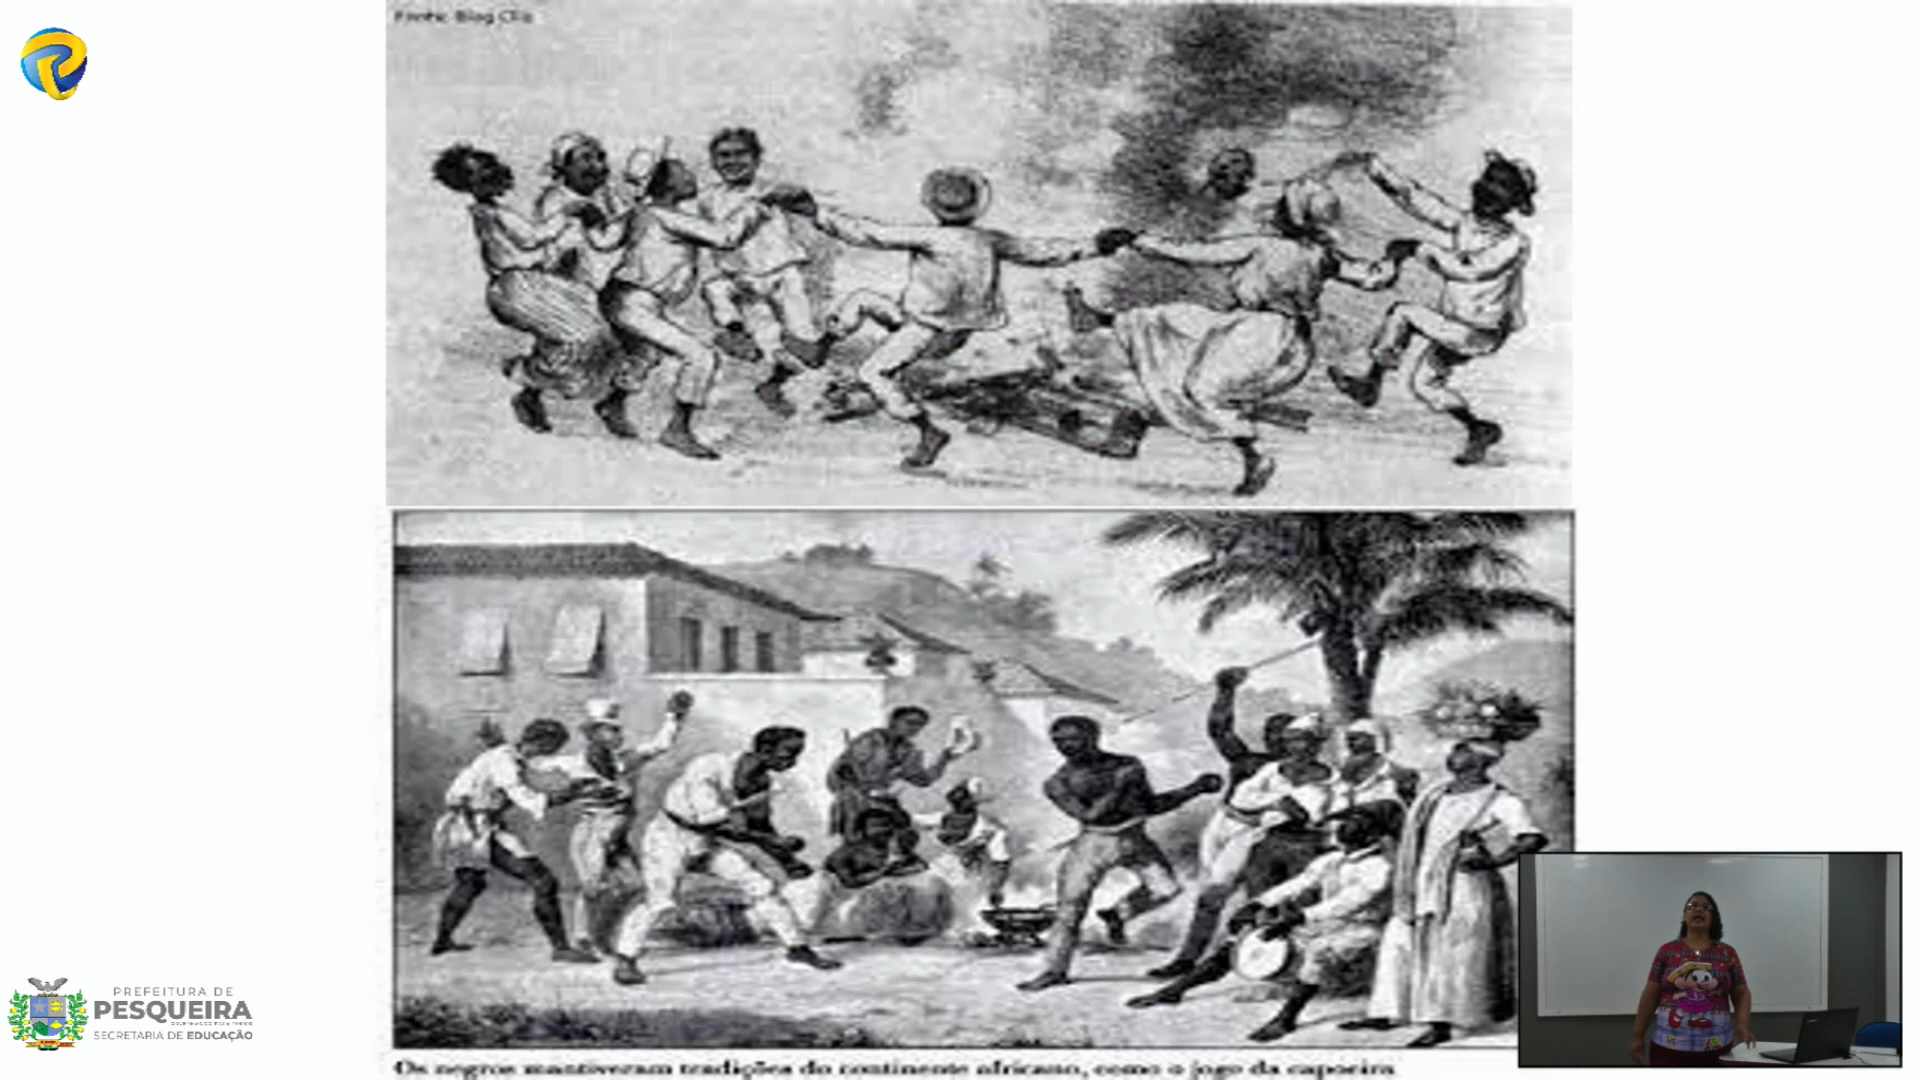 Fonte: Blog Clio
PREFEITURA DE
PESQUEIRA
SECRETARIA DE EDUCAÇÃO
Os negros mantiveram tradições do continente africano, como o jogo da capoeira